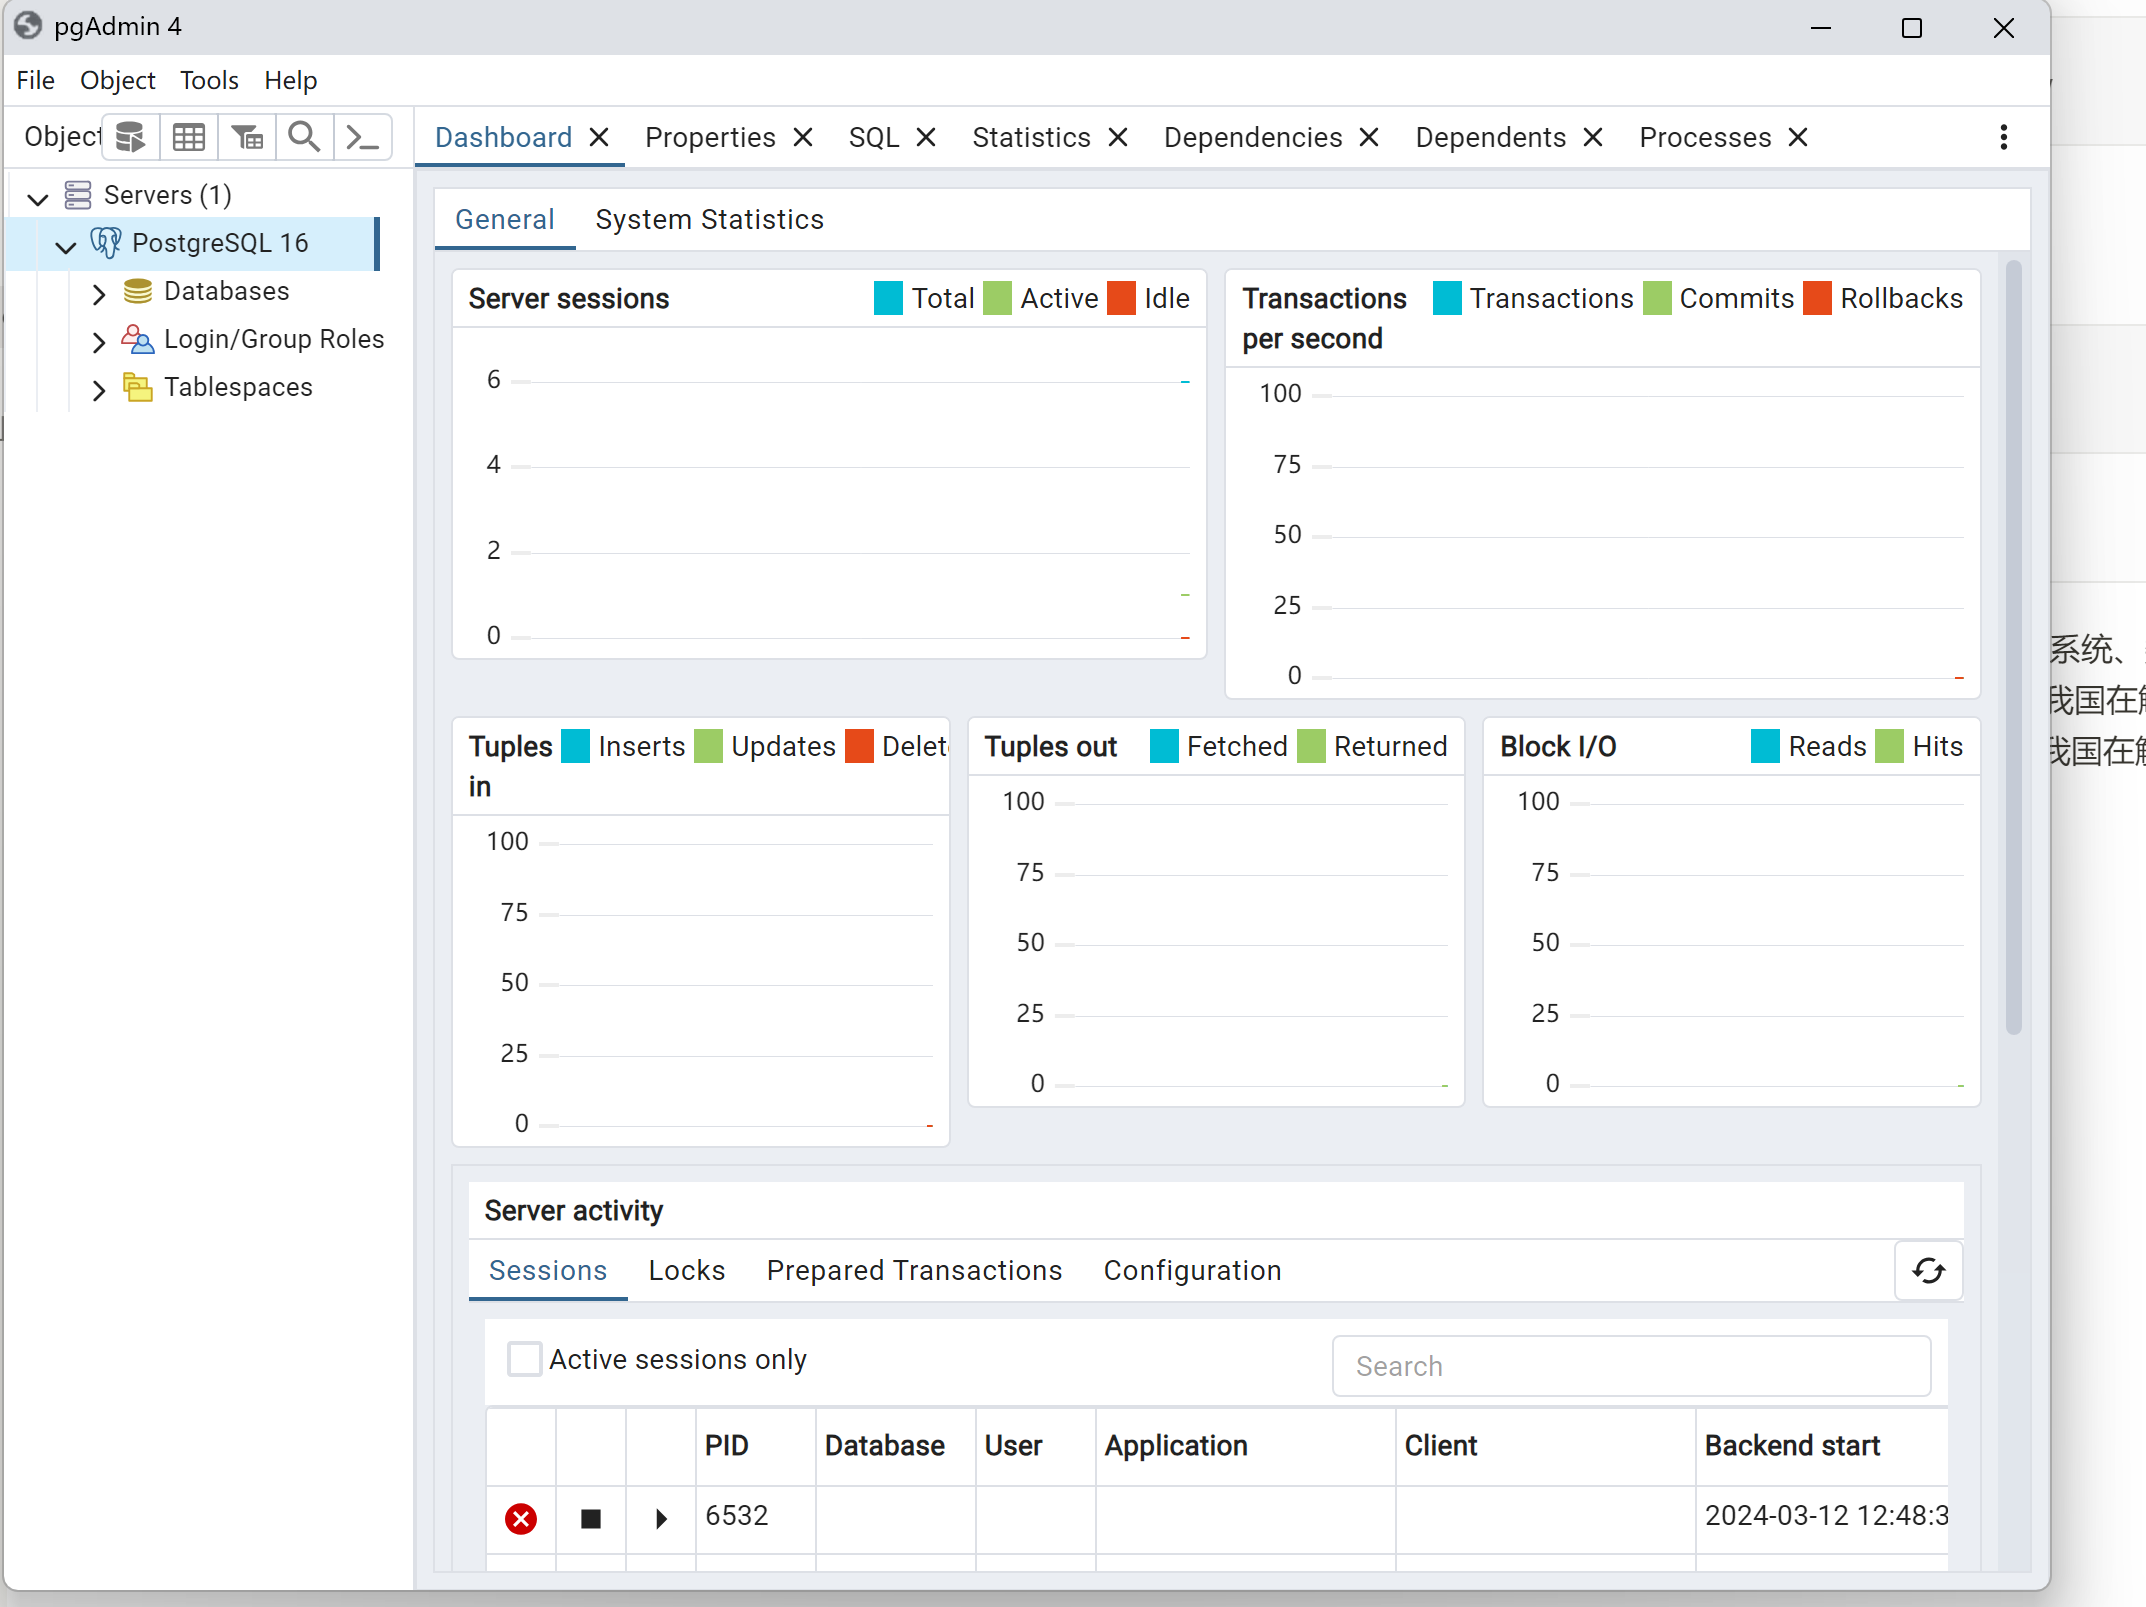 pgAdmin 4
File Object Tools Help
Object
Dashboard Properties SQL Statistics Dependencies Dependents Processes
Servers (1)
PostgreSQL 16
Databases
Login/Group Roles
Tablespaces
General System Statistics
Server sessions Total Active Idle
6
4
2
0
Transactions per second Transactions Commits Rollbacks
100
75
50
25
0
Tuples in Inserts Updates Delet
100
75
50
25
0
Tuples out Fetched Returned
100
75
50
25
0
Block I/O Reads Hits
100
75
50
25
0
Server activity
Sessions Locks Prepared Transactions Configuration
Active sessions only Search
PID Database User Application Client Backend start
6532 2024-03-12 12:48:3
系统、
我国在
我国在